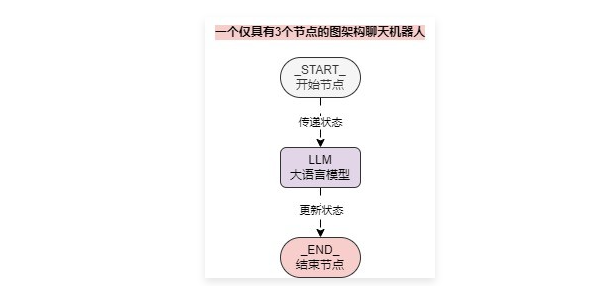 一个仅具有3个节点的图架构聊天机器人
_START_
开始节点
传递状态
LLM
大语言模型
更新状态
_END_
结束节点